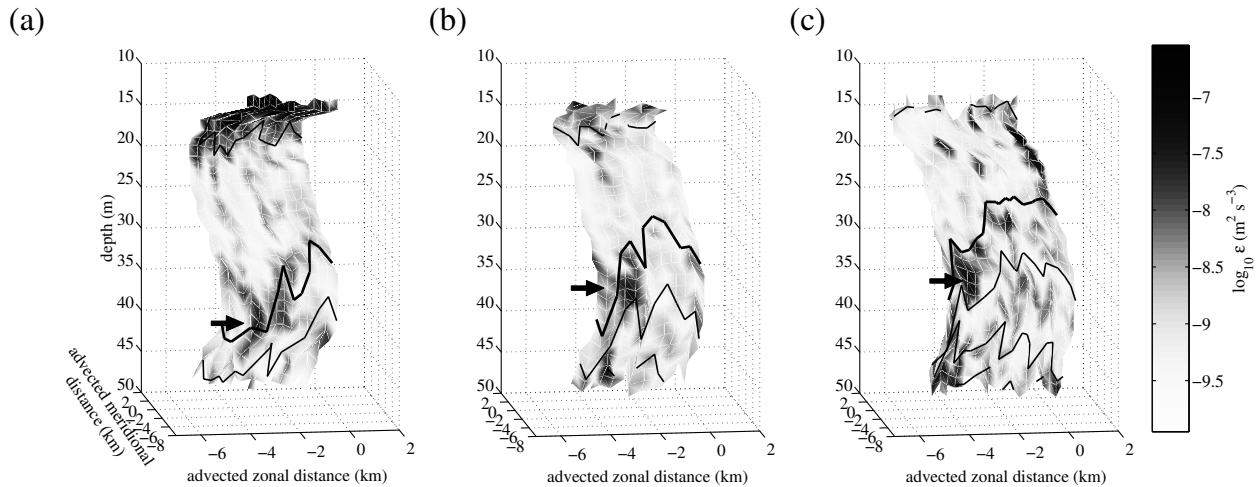 (a) (b) (c)
10 10 10
15 15 15
20 20 20
25 25 25
30 30 30
35 35 35
40 40 40
45 45 45
50 50 50
depth (m)
2 0 −2 −4 −6 −8
advected meridional
distance (km)
−6 −4 −2 0 2
advected zonal distance (km)
2 0 −2 −4 −6 −8
−6 −4 −2 0 2
advected zonal distance (km)
2 0 −2 −4 −6 −8
−6 −4 −2 0 2
advected zonal distance (km)
−7
−7.5
−8
−8.5
−9
−9.5
log₁₀ ε (m² s⁻³)